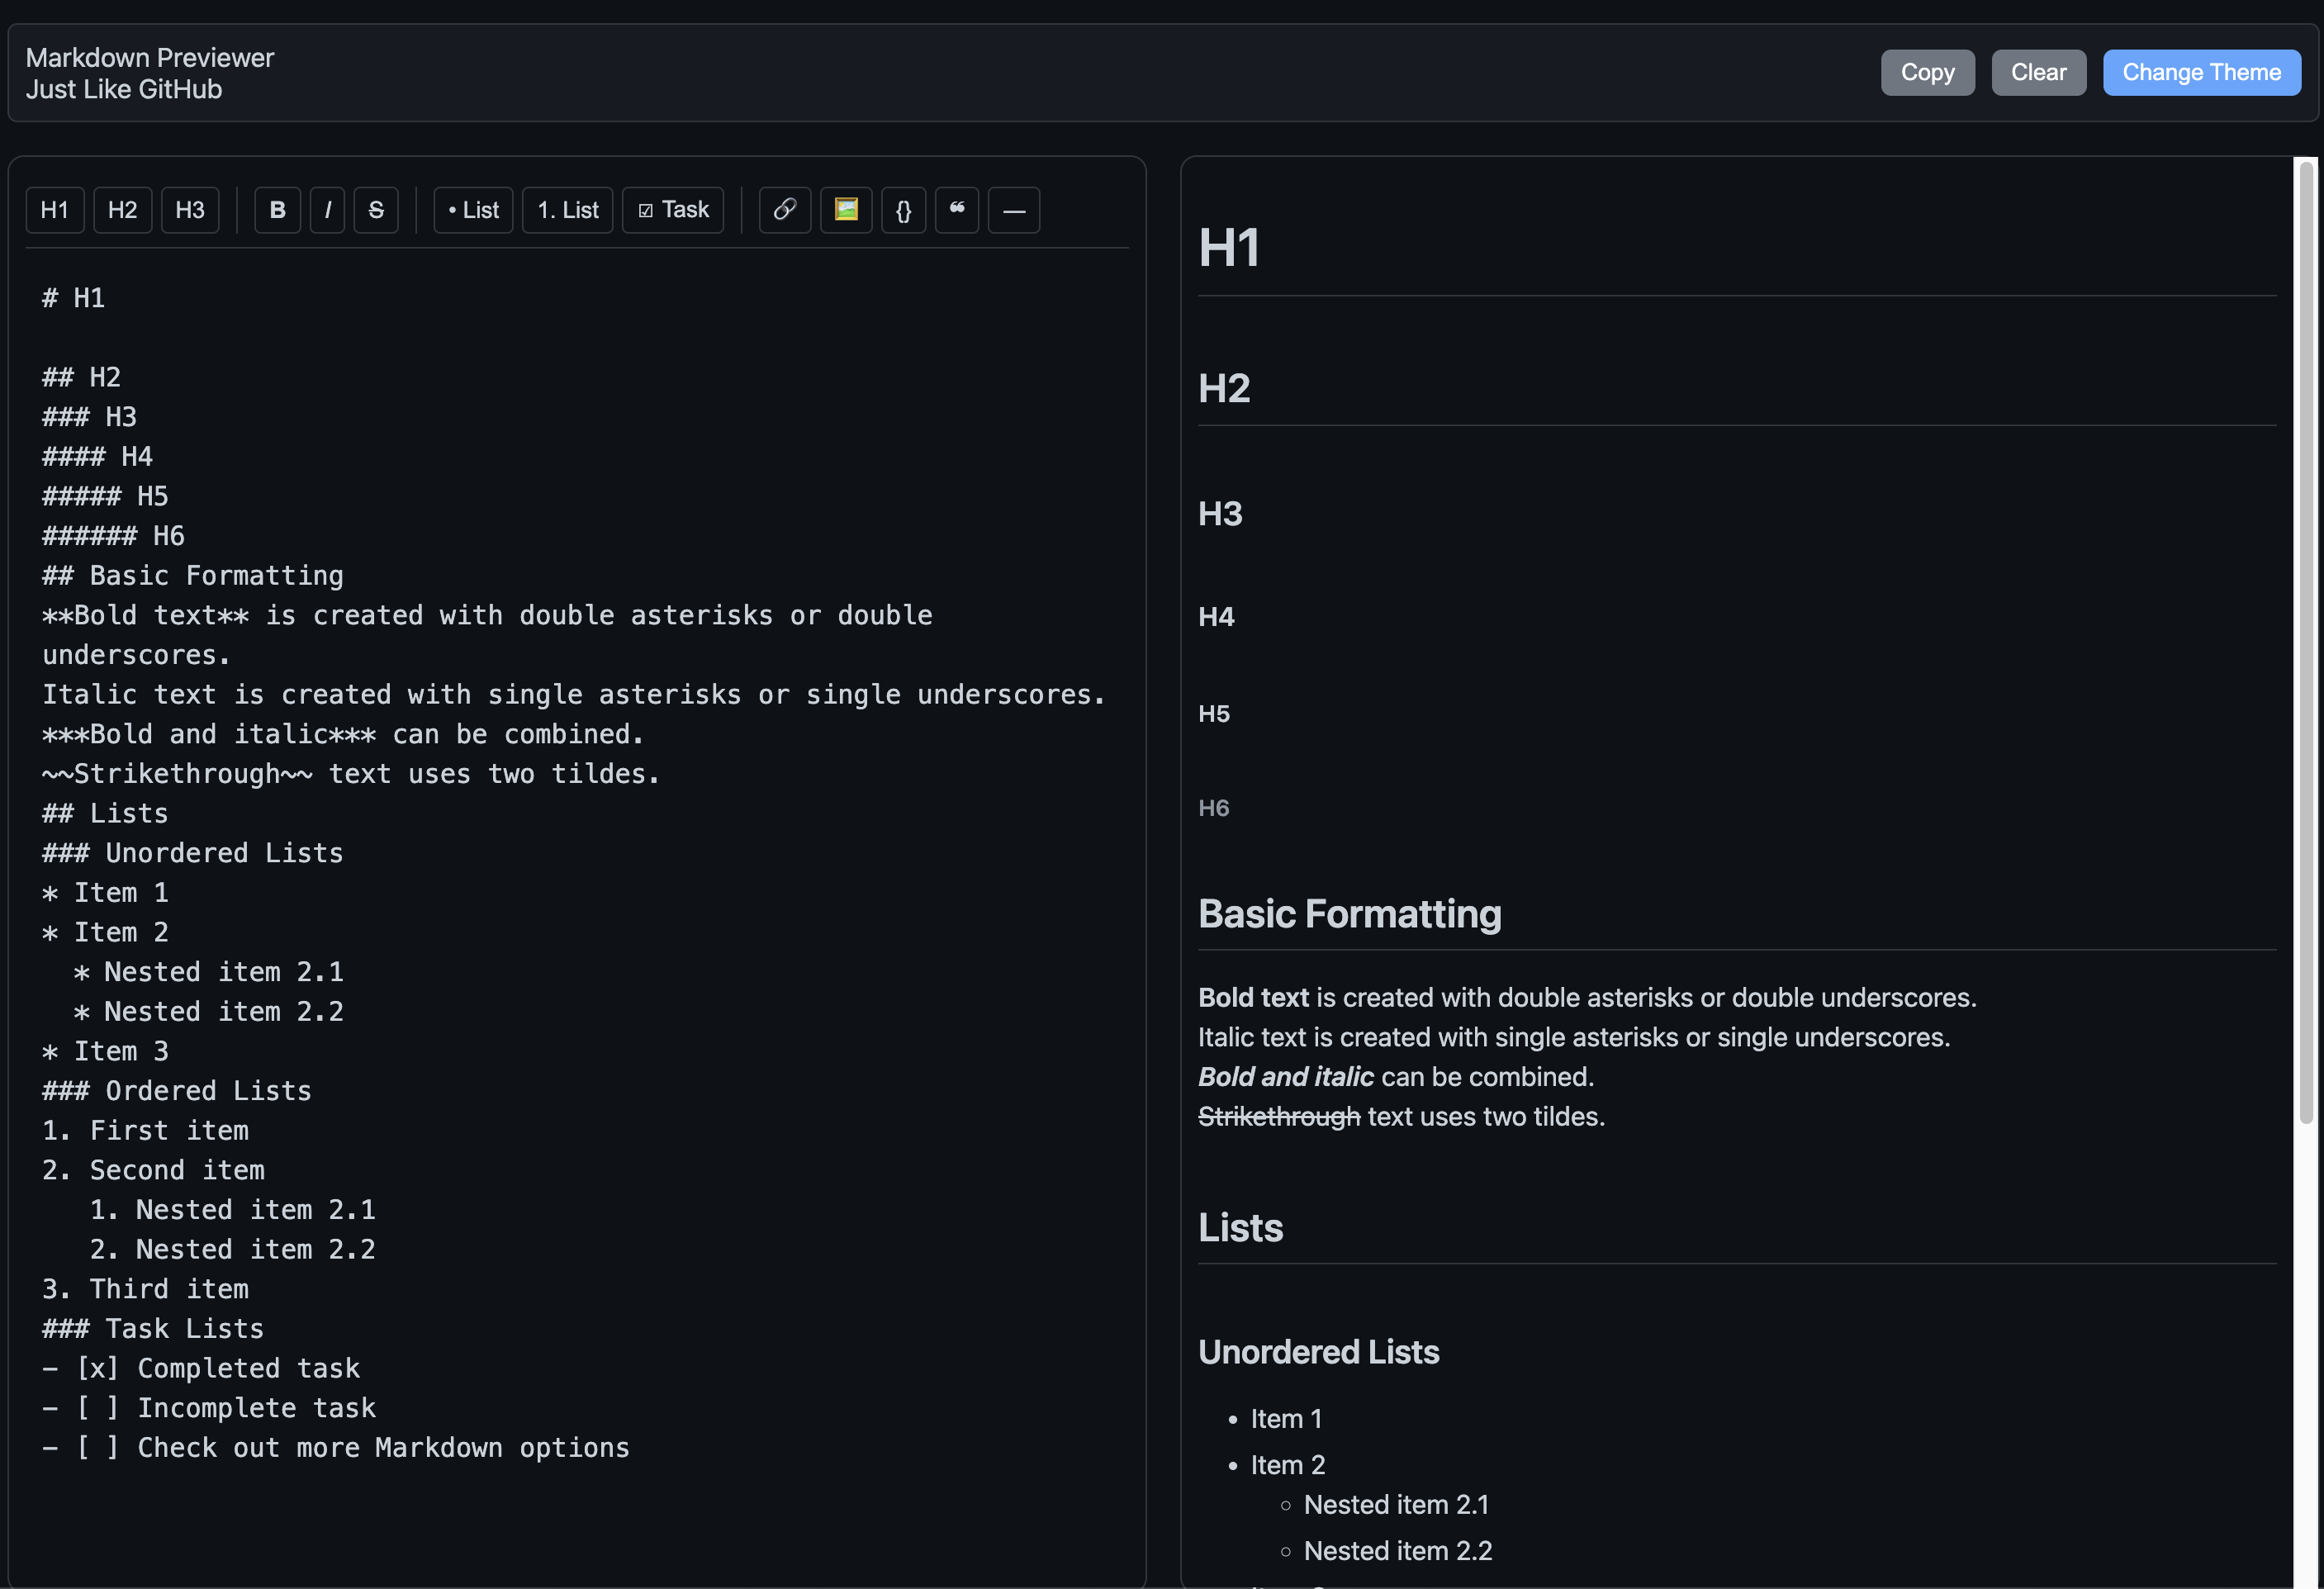 Markdown Previewer
Just Like GitHub
Copy Clear Change Theme
H1 H2 H3 B I S • List 1. List ☑ Task 🔗 🖼️ {} ❝ —
# H1

## H2
### H3
#### H4
##### H5
###### H6
## Basic Formatting
**Bold text** is created with double asterisks or double
underscores.
Italic text is created with single asterisks or single underscores.
***Bold and italic*** can be combined.
~~Strikethrough~~ text uses two tildes.
## Lists
### Unordered Lists
* Item 1
* Item 2
  * Nested item 2.1
  * Nested item 2.2
* Item 3
### Ordered Lists
1. First item
2. Second item
   1. Nested item 2.1
   2. Nested item 2.2
3. Third item
### Task Lists
- [x] Completed task
- [ ] Incomplete task
- [ ] Check out more Markdown options
H1
H2
H3
H4
H5
H6
Basic Formatting
Bold text is created with double asterisks or double underscores.
Italic text is created with single asterisks or single underscores.
Bold and italic can be combined.
Strikethrough text uses two tildes.
Lists
Unordered Lists
• Item 1
• Item 2
◦ Nested item 2.1
◦ Nested item 2.2